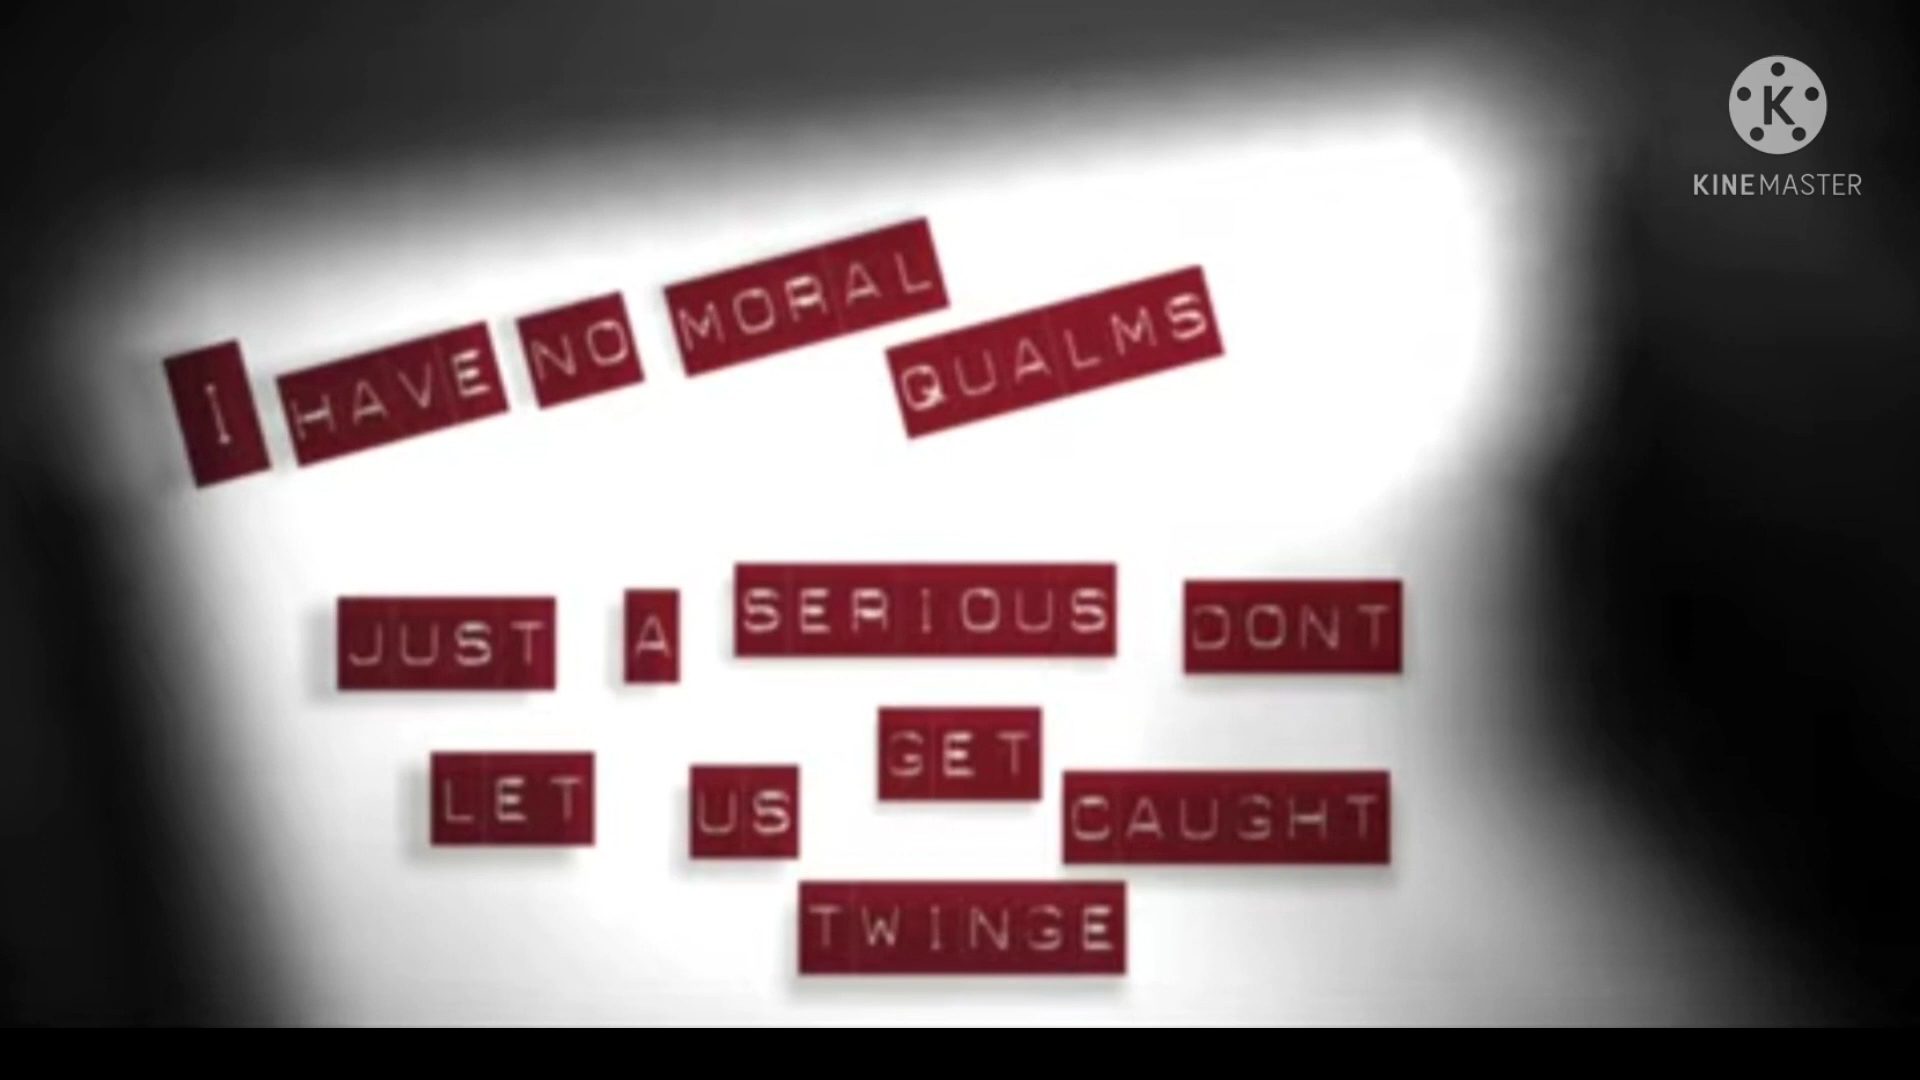 I HAVE NO MORAL
QUALMS
JUST A SERIOUS DONT
LET US GET CAUGHT
TWINGE
K
KINEMASTER